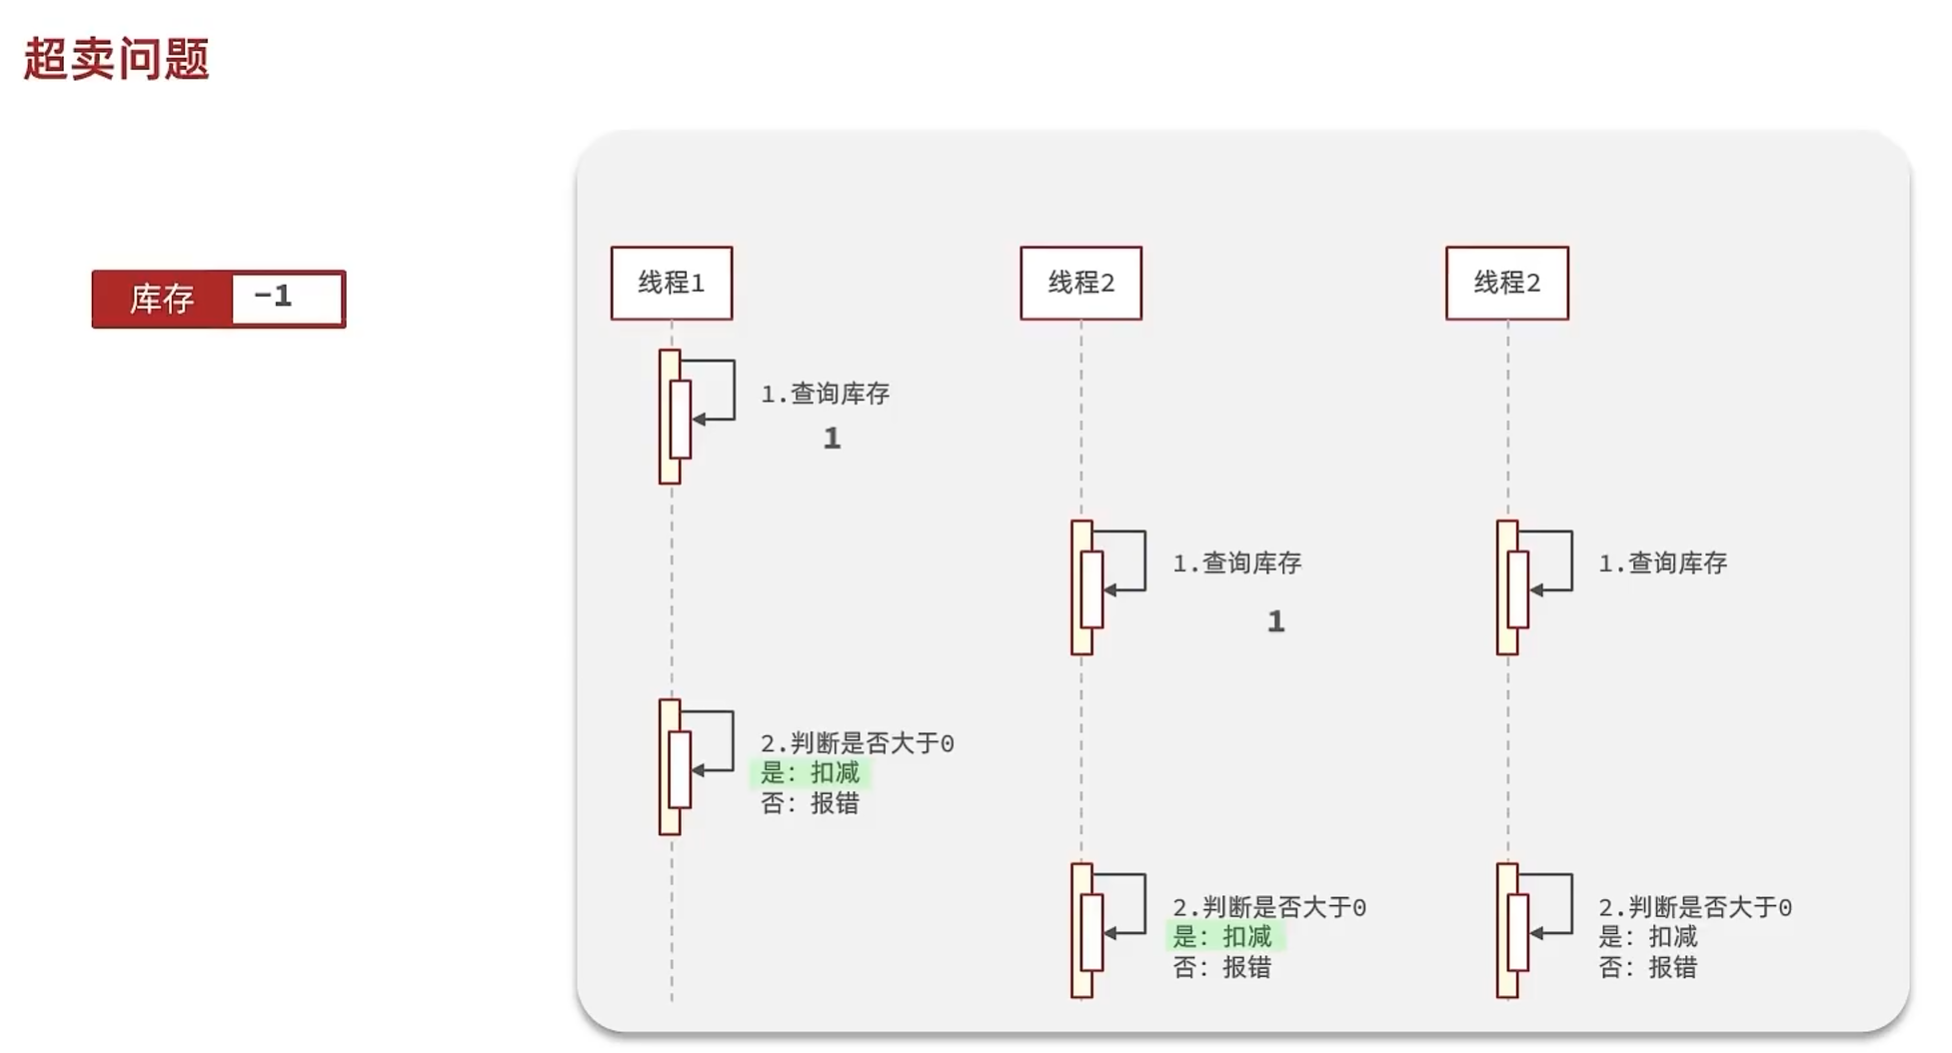 超卖问题
库存 -1
线程1
线程2
线程2
1.查询库存
1
1.查询库存
1
1.查询库存
2.判断是否大于0
是：扣减
否：报错
2.判断是否大于0
是：扣减
否：报错
2.判断是否大于0
是：扣减
否：报错